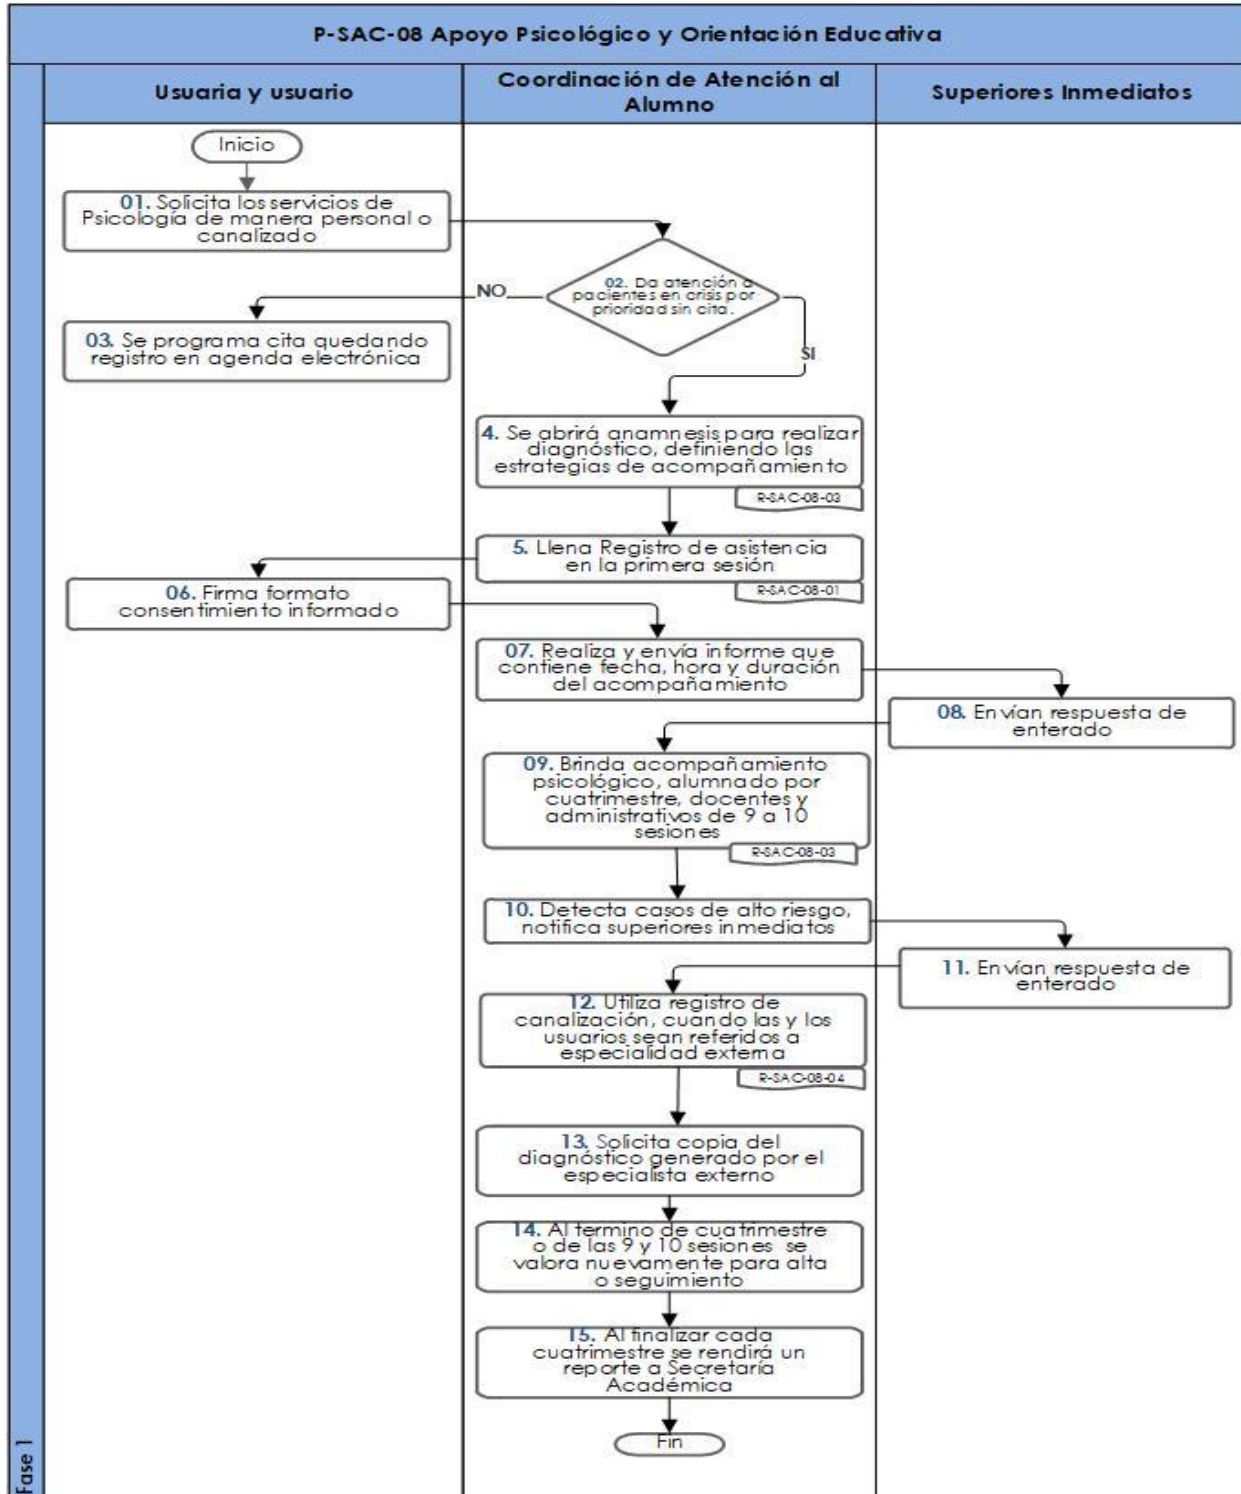 P-SAC-08 Apoyo Psicológico y Orientación Educativa
Usuaria y usuario
Coordinación de Atención al
Alumno
Superiores Inmediatos
Inicio
01. Solicita los servicios de
Psicología de manera personal o
canalizado
02. Da atención a
pacientes en crisis por
prioridad sin cita.
NO
SI
03. Se programa cita quedando
registro en agenda electrónica
4. Se abrirá anamnesis para realizar
diagnóstico, definiendo las
estrategias de acompañamiento
R-SAC-08-03
5. Llena Registro de asistencia
en la primera sesión
R-SAC-08-01
06. Firma formato
consentimiento informado
07. Realiza y envía informe que
contiene fecha, hora y duración
del acompañamiento
08. Envían respuesta de
enterado
09. Brinda acompañamiento
psicológico, alumnado por
cuatrimestre, docentes y
administrativos de 9 a 10
sesiones
R-SAC-08-03
10. Detecta casos de alto riesgo,
notifica superiores inmediatos
11. Envían respuesta de
enterado
12. Utiliza registro de
canalización, cuando las y los
usuarios sean referidos a
especialidad externa
R-SAC-08-04
13. Solicita copia del
diagnóstico generado por el
especialista externo
14. Al termino de cuatrimestre
o de las 9 y 10 sesiones se
valora nuevamente para alta
o seguimiento
15. Al finalizar cada
cuatrimestre se rendirá un
reporte a Secretaría
Académica
Fin
Fase 1